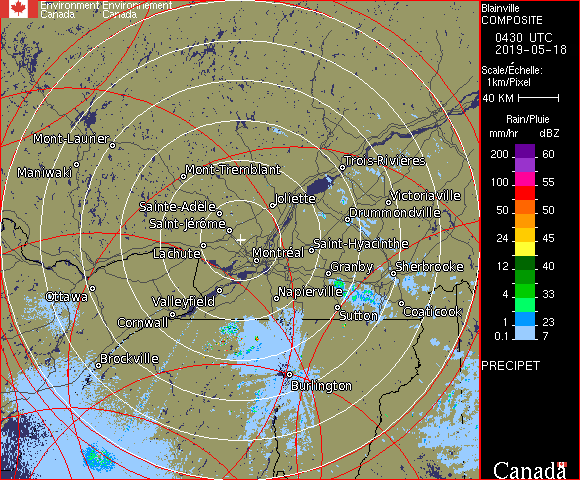 Environment Environnement
Canada Canada
Blainville
COMPOSITE
0430 UTC
2019-05-18
Scale/Échelle:
1km/Pixel
40 KM
Rain/Pluie
mm/hr dBZ
200 60
100 55
75 53
50 50
24 45
12 40
4 33
1 23
0.1 7
PRECIPET
Canada
Mont-Laurier
Maniwaki
Mont-Tremblant
Trois-Rivières
Sainte-Adèle
Joliette
Victoriaville
Saint-Jérôme
Drummondville
Lachute
Montréal
Saint-Hyacinthe
Granby
Sherbrooke
Ottawa
Valleyfield
Napierville
Cornwall
Sutton
Coaticook
Brockville
Burlington